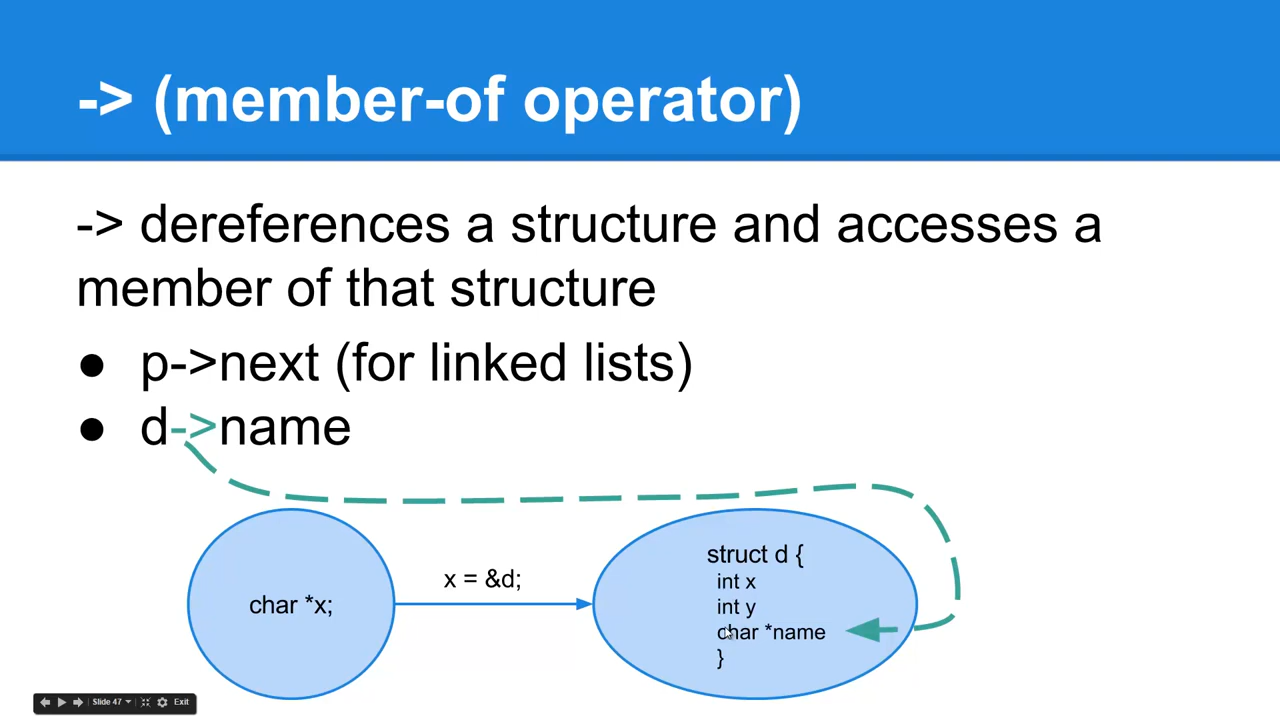 -> (member-of operator)
-> dereferences a structure and accesses a
member of that structure
● p->next (for linked lists)
● d->name
char *x;
x = &d;
struct d {
int x
int y
char *name
}
Slide 47
Exit